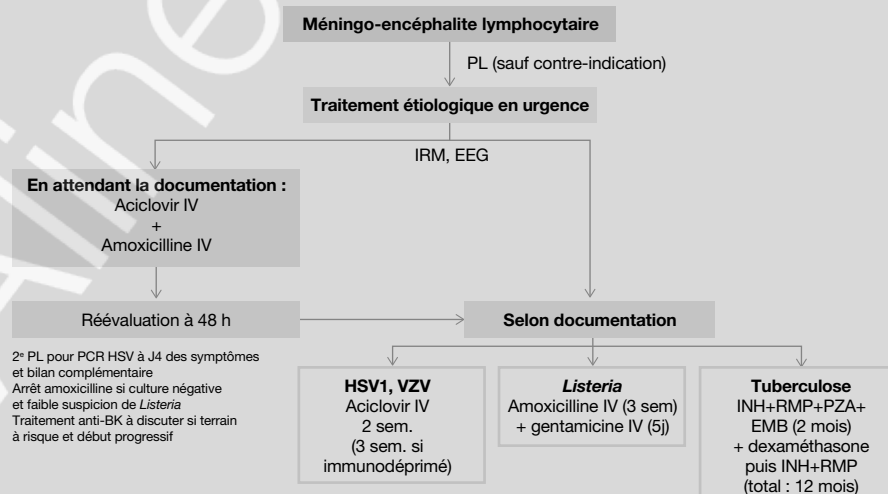 Méningo-encéphalite lymphocytaire
PL (sauf contre-indication)
Traitement étiologique en urgence
IRM, EEG
En attendant la documentation :
Aciclovir IV
+
Amoxicilline IV
Réévaluation à 48 h
Selon documentation
2e PL pour PCR HSV à J4 des symptômes
et bilan complémentaire
Arrêt amoxicilline si culture négative
et faible suspicion de Listeria
Traitement anti-BK à discuter si terrain
à risque et début progressif
HSV1, VZV
Aciclovir IV
2 sem.
(3 sem. si
immunodéprimé)
Listeria
Amoxicilline IV (3 sem)
+ gentamicine IV (5j)
Tuberculose
INH+RMP+PZA+
EMB (2 mois)
+ dexaméthasone
puis INH+RMP
(total : 12 mois)